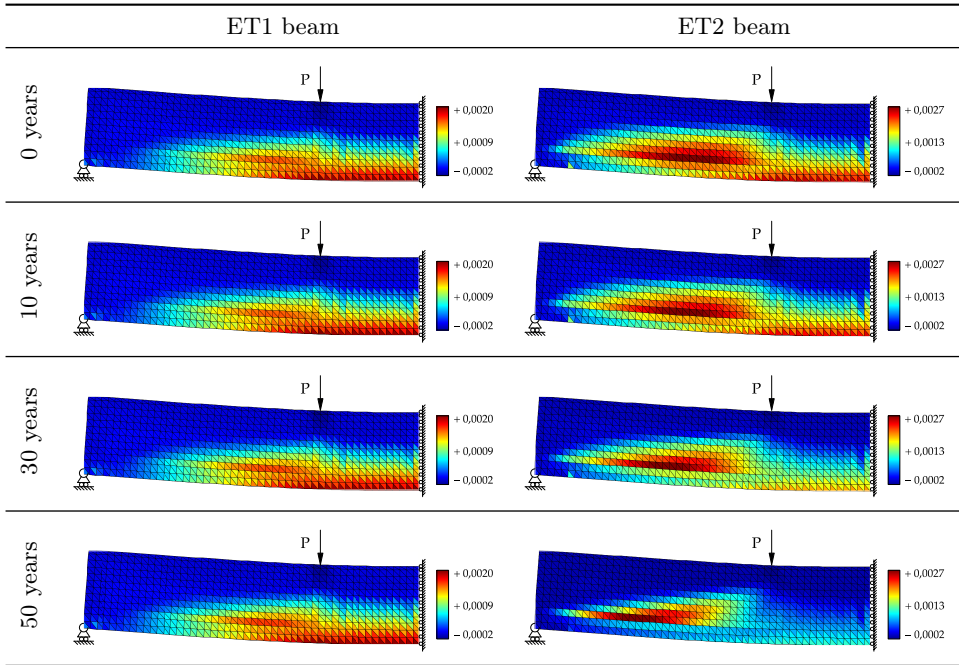 ET1 beam ET2 beam
0 years
P
+ 0,0020
+ 0,0009
− 0,0002
P
+ 0,0027
+ 0,0013
− 0,0002
10 years
P
+ 0,0020
+ 0,0009
− 0,0002
P
+ 0,0027
+ 0,0013
− 0,0002
30 years
P
+ 0,0020
+ 0,0009
− 0,0002
P
+ 0,0027
+ 0,0013
− 0,0002
50 years
P
+ 0,0020
+ 0,0009
− 0,0002
P
+ 0,0027
+ 0,0013
− 0,0002